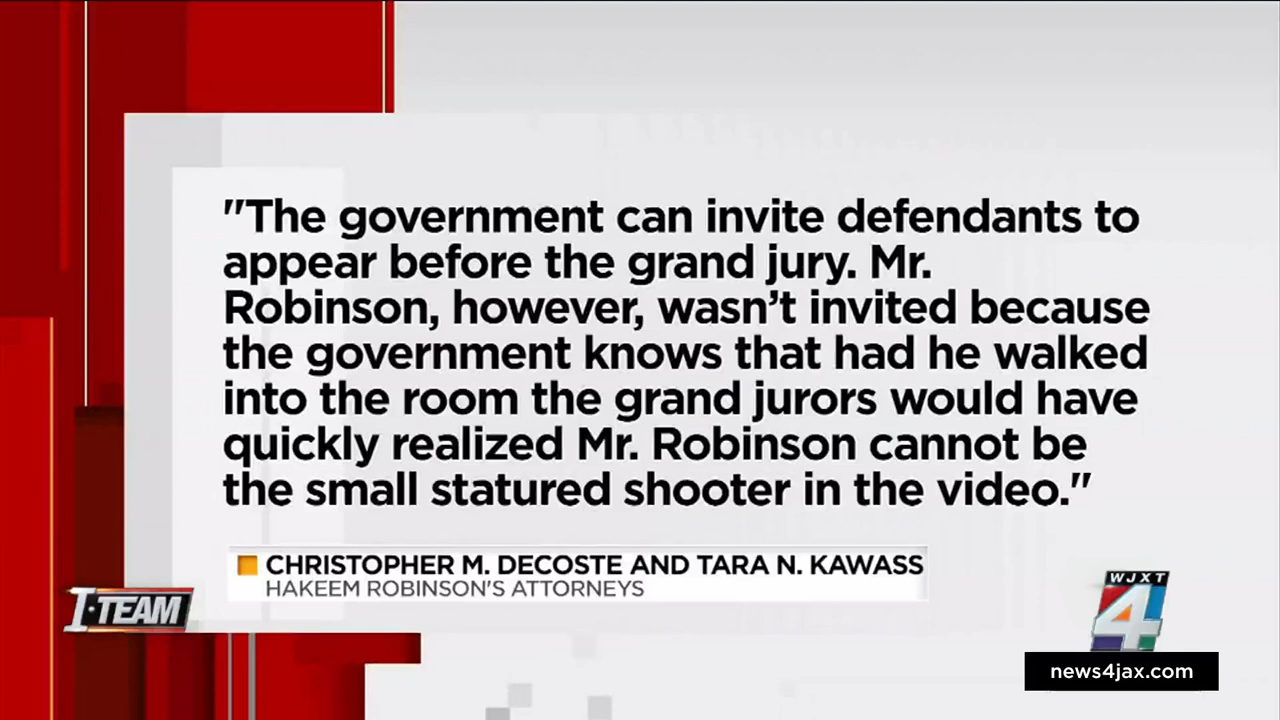 "The government can invite defendants to
appear before the grand jury. Mr.
Robinson, however, wasn’t invited because
the government knows that had he walked
into the room the grand jurors would have
quickly realized Mr. Robinson cannot be
the small statured shooter in the video."
CHRISTOPHER M. DECOSTE AND TARA N. KAWASS
HAKEEM ROBINSON'S ATTORNEYS
I-TEAM
WJXT
4
news4jax.com